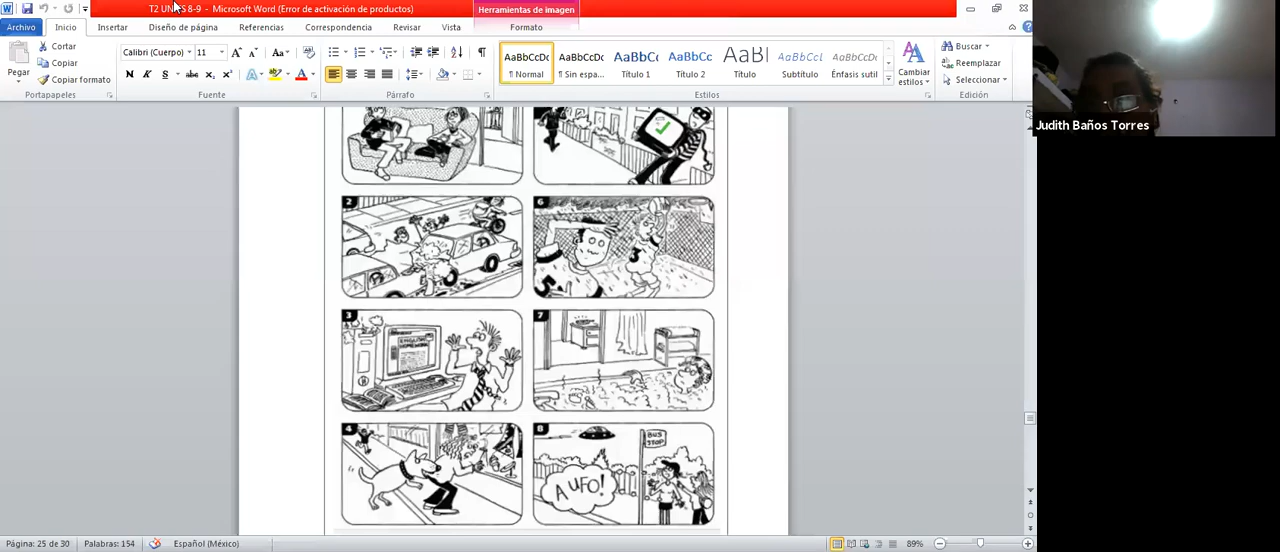 T2 UNITS 8-9 - Microsoft Word (Error de activación de productos)
Herramientas de imagen
Archivo Inicio Insertar Diseño de página Referencias Correspondencia Revisar Vista Formato
Pegar
Cortar
Copiar
Copiar formato
Portapapeles
Calibri (Cuerpo) 11
Fuente
Párrafo
AaBbCcDc AaBbCcDc AaBbC AaBbCc AaBl AaBbCcl AaBbCcDc
¶ Normal ¶ Sin espa... Título 1 Título 2 Título Subtítulo Énfasis sutil
Estilos
Cambiar
estilos
Buscar
Reemplazar
Seleccionar
Edición
Judith Baños Torres
2
6
3
ENGLISH
HOMEWORK
7
4
8
BUS
STOP
A UFO!
Página: 25 de 30 Palabras: 154 Español (México) 89%